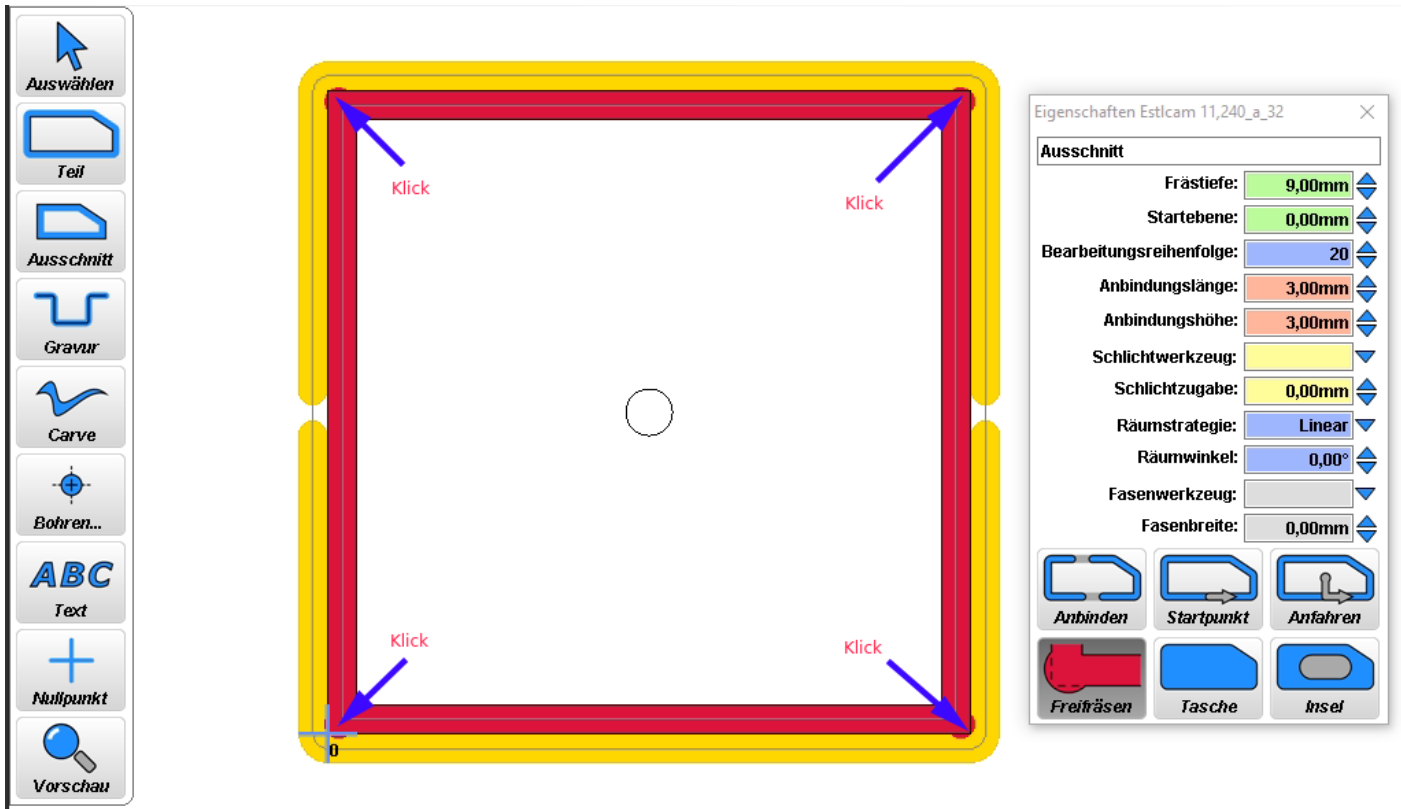 Auswählen
Teil
Ausschnitt
Gravur
Carve
Bohren...
ABC
Text
Nullpunkt
Vorschau
Klick
Klick
Klick
Klick
0
Eigenschaften Estlcam 11,240_a_32
Ausschnitt
Frästiefe: 9,00mm
Startebene: 0,00mm
Bearbeitungsreihenfolge: 20
Anbindungslänge: 3,00mm
Anbindungshöhe: 3,00mm
Schlichtwerkzeug:
Schlichtzugabe: 0,00mm
Räumstrategie: Linear
Räumwinkel: 0,00°
Fasenwerkzeug:
Fasenbreite: 0,00mm
Anbinden Startpunkt Anfahren
Freifräsen Tasche Insel